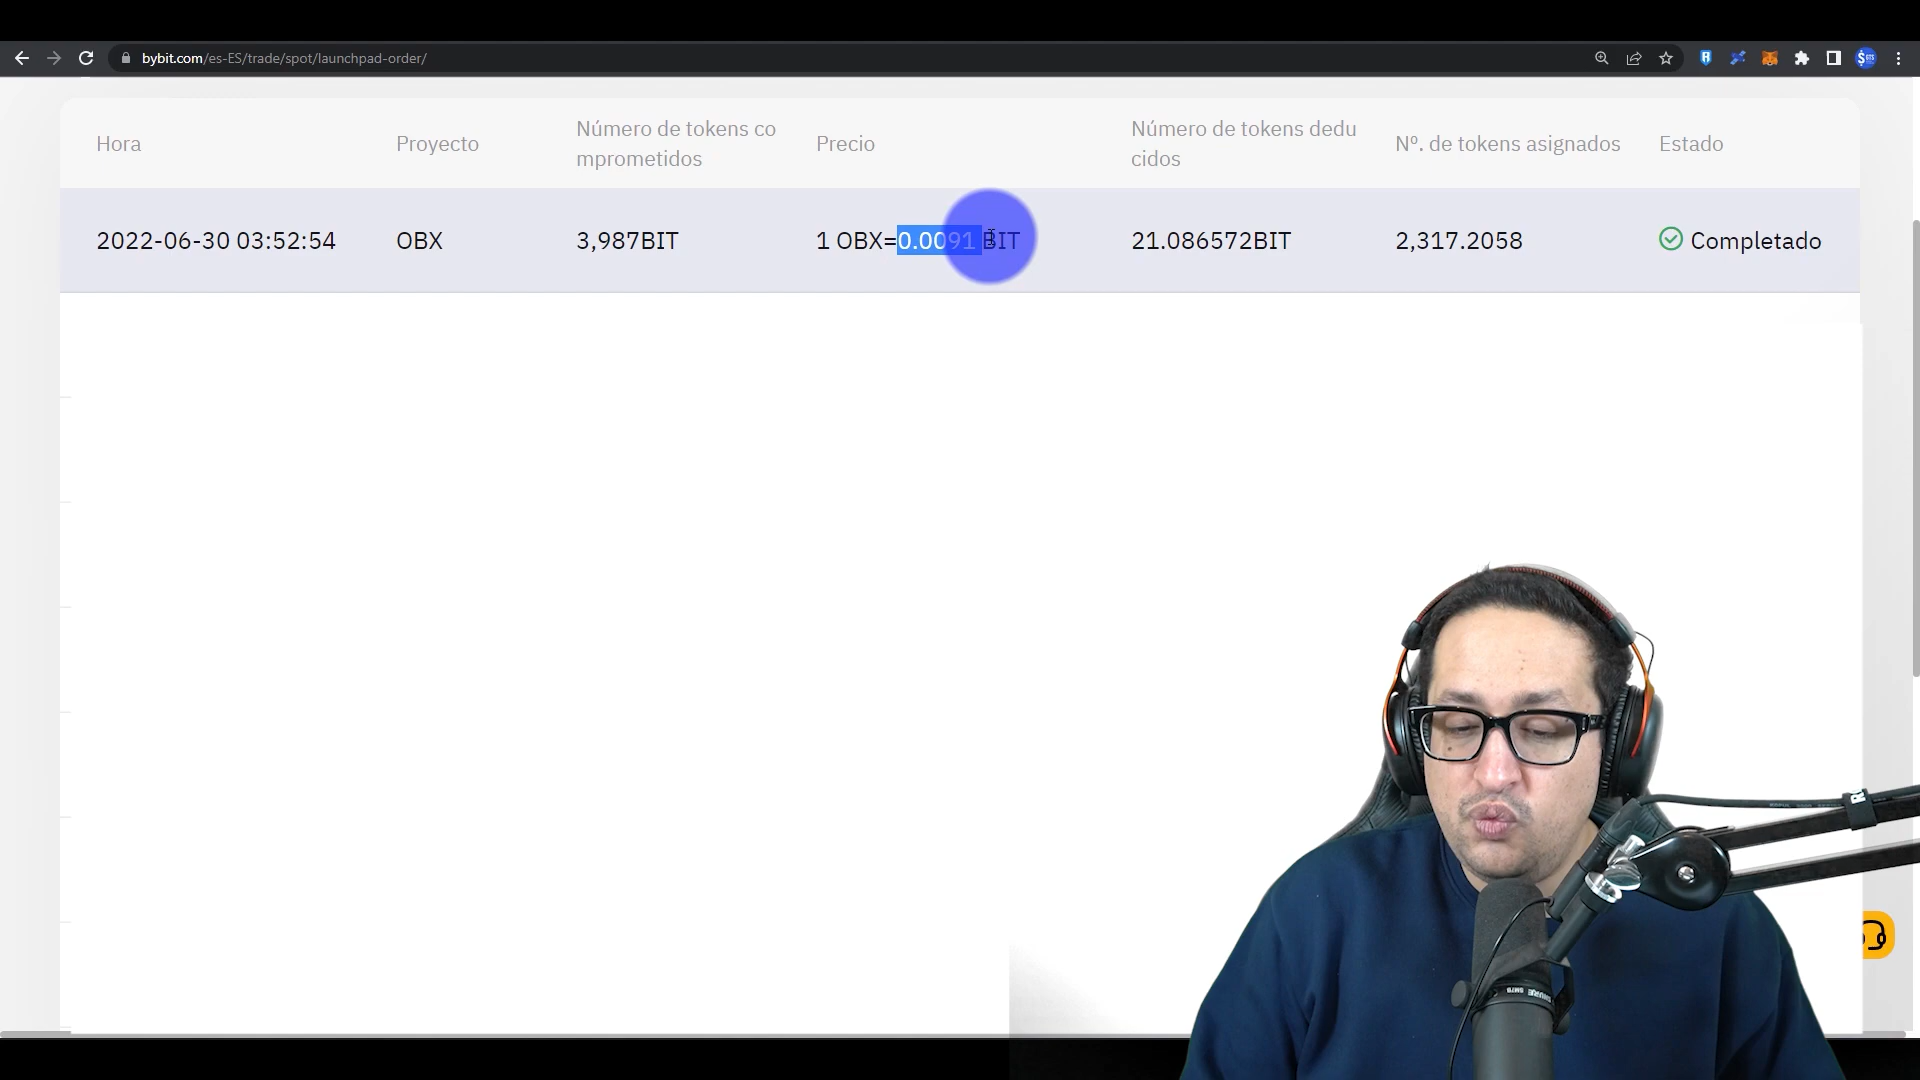 bybit.com/es-ES/trade/spot/launchpad-order/
Hora
Proyecto
Número de tokens co
mprometidos
Precio
Número de tokens dedu
cidos
Nº. de tokens asignados
Estado
2022-06-30 03:52:54
OBX
3,987BIT
1 OBX=0.0091 BIT
21.086572BIT
2,317.2058
Completado
SHURE SM7B